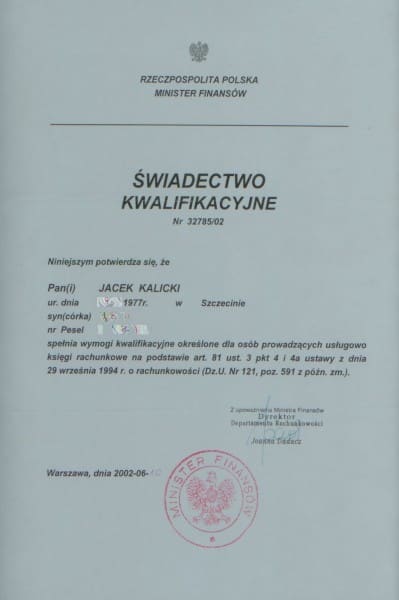 RZECZPOSPOLITA POLSKA
MINISTER FINANSÓW
ŚWIADECTWO
KWALIFIKACYJNE
Nr 32785/02
Niniejszym potwierdza się, że
Pan(i) JACEK KALICKI
ur. dnia 1977r. w Szczecinie
syn(córka)
nr Pesel
spełnia wymogi kwalifikacyjne określone dla osób prowadzących usługowo
księgi rachunkowe na podstawie art. 81 ust. 3 pkt 4 i 4a ustawy z dnia
29 września 1994 r. o rachunkowości (Dz.U. Nr 121, poz. 591 z późn. zm.).
Z upoważnienia Ministra Finansów
Dyrektor
Departamentu Rachunkowości
Joanna Dadacz
Warszawa, dnia 2002-06-
MINISTER FINANSÓW